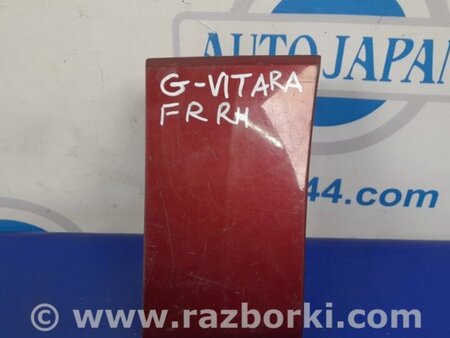 AUTO JAPAN
G-VITARA
FR RH
44.com
© www.razborki.com